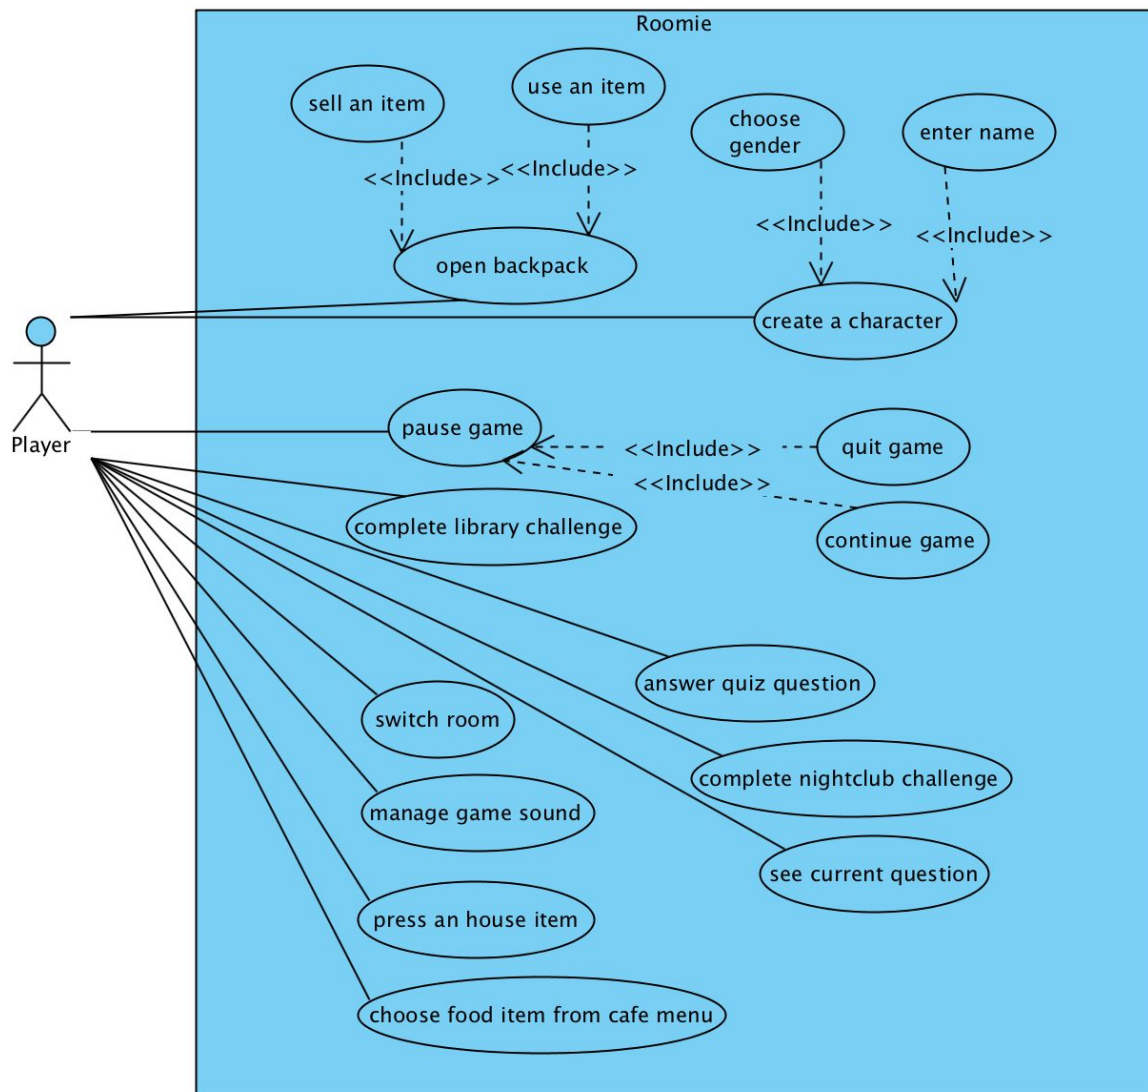 Roomie
sell an item
use an item
choose
gender
enter name
<<Include>>
<<Include>>
<<Include>>
<<Include>>
open backpack
create a character
Player
pause game
<<Include>>
quit game
<<Include>>
complete library challenge
continue game
answer quiz question
switch room
complete nightclub challenge
manage game sound
see current question
press an house item
choose food item from cafe menu